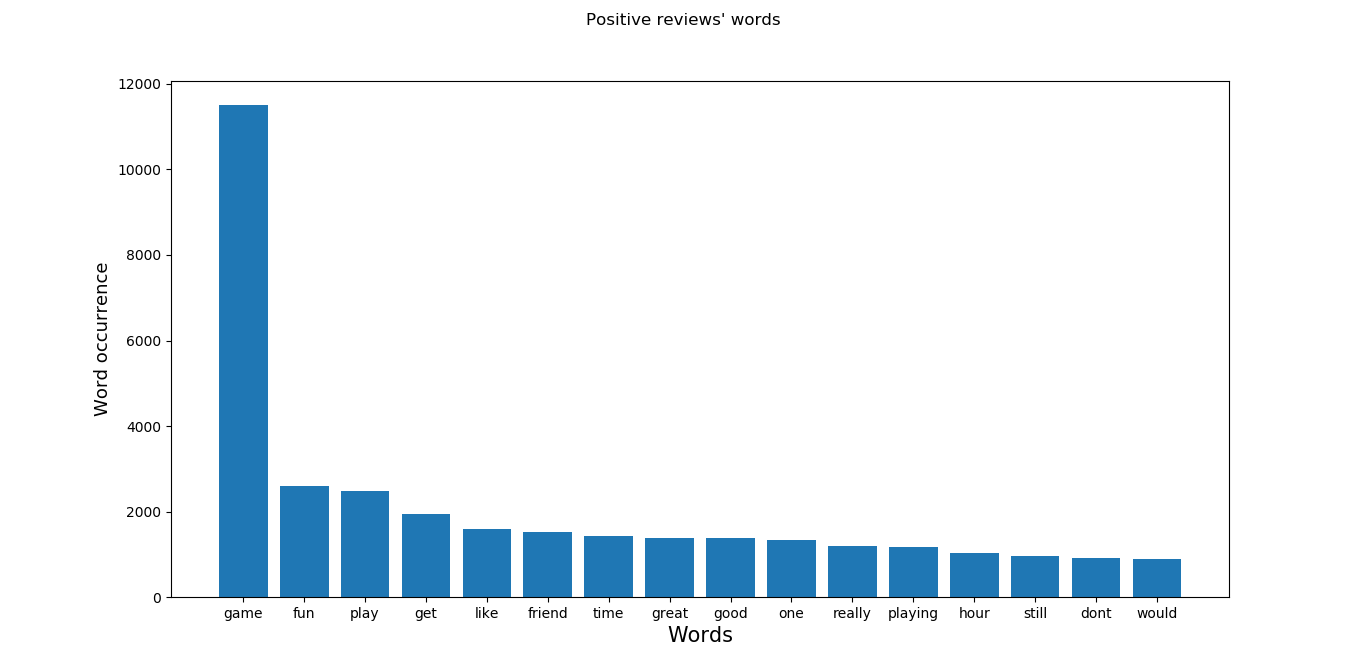 Positive reviews' words
Word occurrence
12000
10000
8000
6000
4000
2000
0
game fun play get like friend time great good one really playing hour still dont would
Words